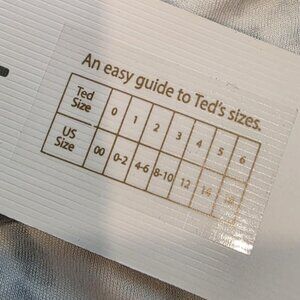 An easy guide to Ted's sizes.
Ted Size 0 1 2 3 4 5 6
US Size 00 0-2 4-6 8-10 12 14